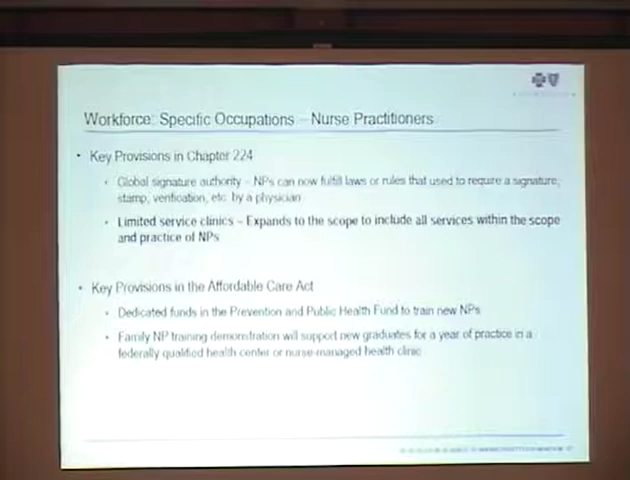 Workforce: Specific Occupations – Nurse Practitioners
• Key Provisions in Chapter 224
• Global signature authority – NPs can now fulfill laws or rules that used to require a signature,
stamp, verification, etc. by a physician
• Limited service clinics – Expands to the scope to include all services within the scope
and practice of NPs
• Key Provisions in the Affordable Care Act
• Dedicated funds in the Prevention and Public Health Fund to train new NPs
• Family NP training demonstration will support new graduates for a year of practice in a
federally qualified health center or nurse-managed health clinic